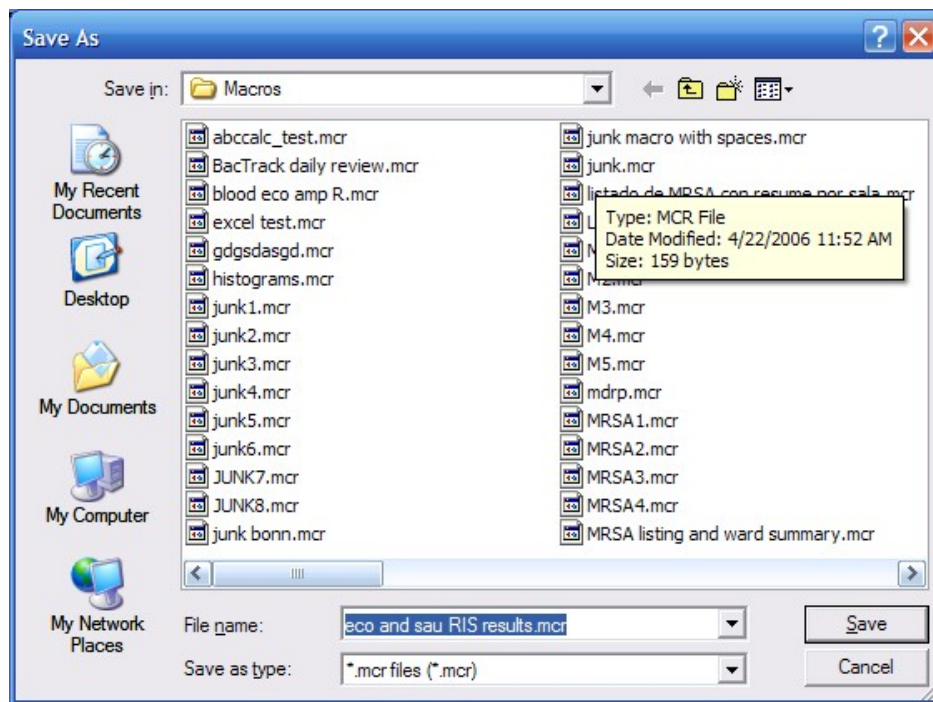 Save As
Save in:
Macros
My Recent
Documents
Desktop
My Documents
My Computer
My Network
Places
abccalc_test.mcr
BacTrack daily review.mcr
blood eco amp R.mcr
excel test.mcr
gdgsdasgd.mcr
histograms.mcr
junk1.mcr
junk2.mcr
junk3.mcr
junk4.mcr
junk5.mcr
junk6.mcr
JUNK7.mcr
JUNK8.mcr
junk bonn.mcr
junk macro with spaces.mcr
junk.mcr
listado de MRSA con resume por sala.mcr
Type: MCR File
Date Modified: 4/22/2006 11:52 AM
Size: 159 bytes
M3.mcr
M4.mcr
M5.mcr
mdrp.mcr
MRSA1.mcr
MRSA2.mcr
MRSA3.mcr
MRSA4.mcr
MRSA listing and ward summary.mcr
File name:
eco and sau RIS results.mcr
Save
Save as type:
*.mcr files (*.mcr)
Cancel